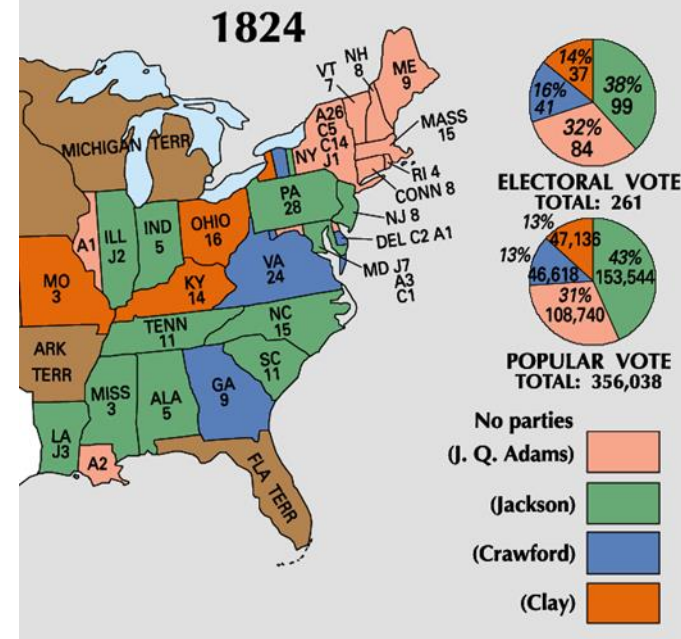 1824
NH
8
VT
7
ME
9
MASS
15
A26
C5
C14
J1
NY
RI 4
CONN 8
NJ 8
DEL C2 A1
MD J7
A3
C1
MICHIGAN TERR
PA
28
OHIO
16
IND
5
ILL
J2
A1
MO
3
KY
14
VA
24
NC
15
TENN
11
SC
11
ARK
TERR
MISS
3
ALA
5
GA
9
LA
J3
A2
FLA TERR
14%
37
38%
99
16%
41
32%
84
ELECTORAL VOTE
TOTAL: 261
13%
47,136
43%
153,544
13%
46,618
31%
108,740
POPULAR VOTE
TOTAL: 356,038
No parties
(J. Q. Adams)
(Jackson)
(Crawford)
(Clay)